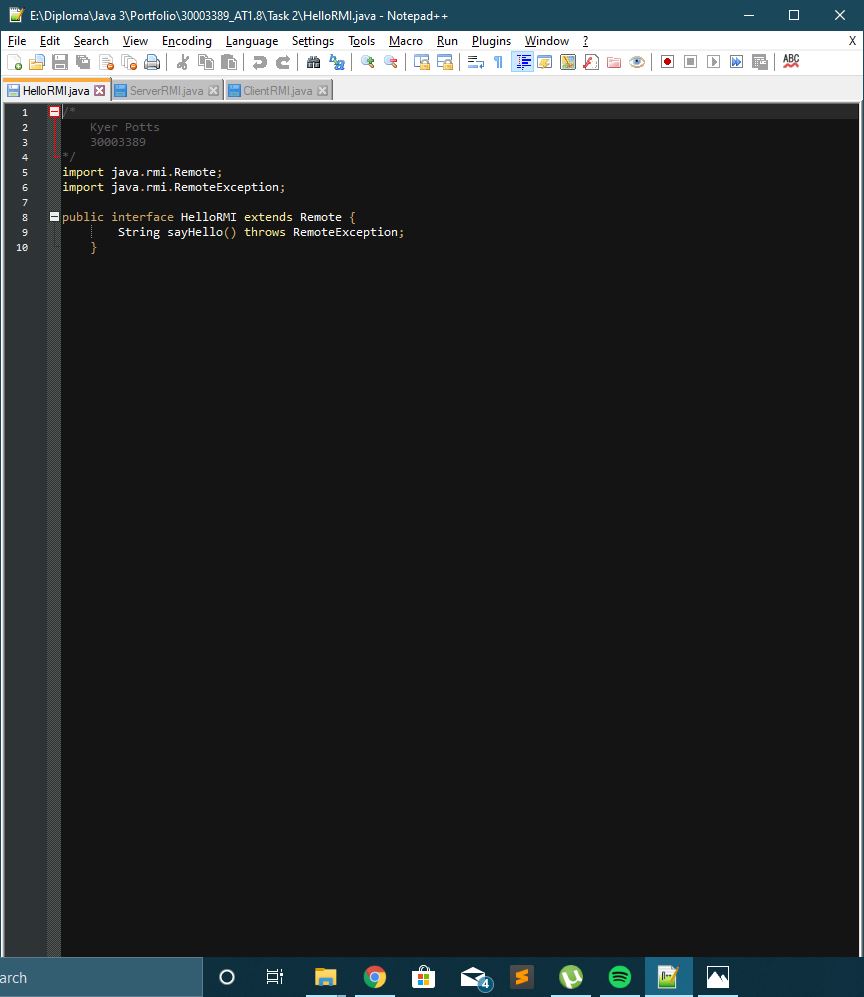 E:\Diploma\Java 3\Portfolio\30003389_AT1.8\Task 2\HelloRMI.java - Notepad++
File Edit Search View Encoding Language Settings Tools Macro Run Plugins Window ? X
ABC
HelloRMI.java ServerRMI.java ClientRMI.java
1 /*
2 Kyer Potts
3 30003389
4 */
5 import java.rmi.Remote;
6 import java.rmi.RemoteException;
7
8 public interface HelloRMI extends Remote {
9 String sayHello() throws RemoteException;
10 }
arch 4